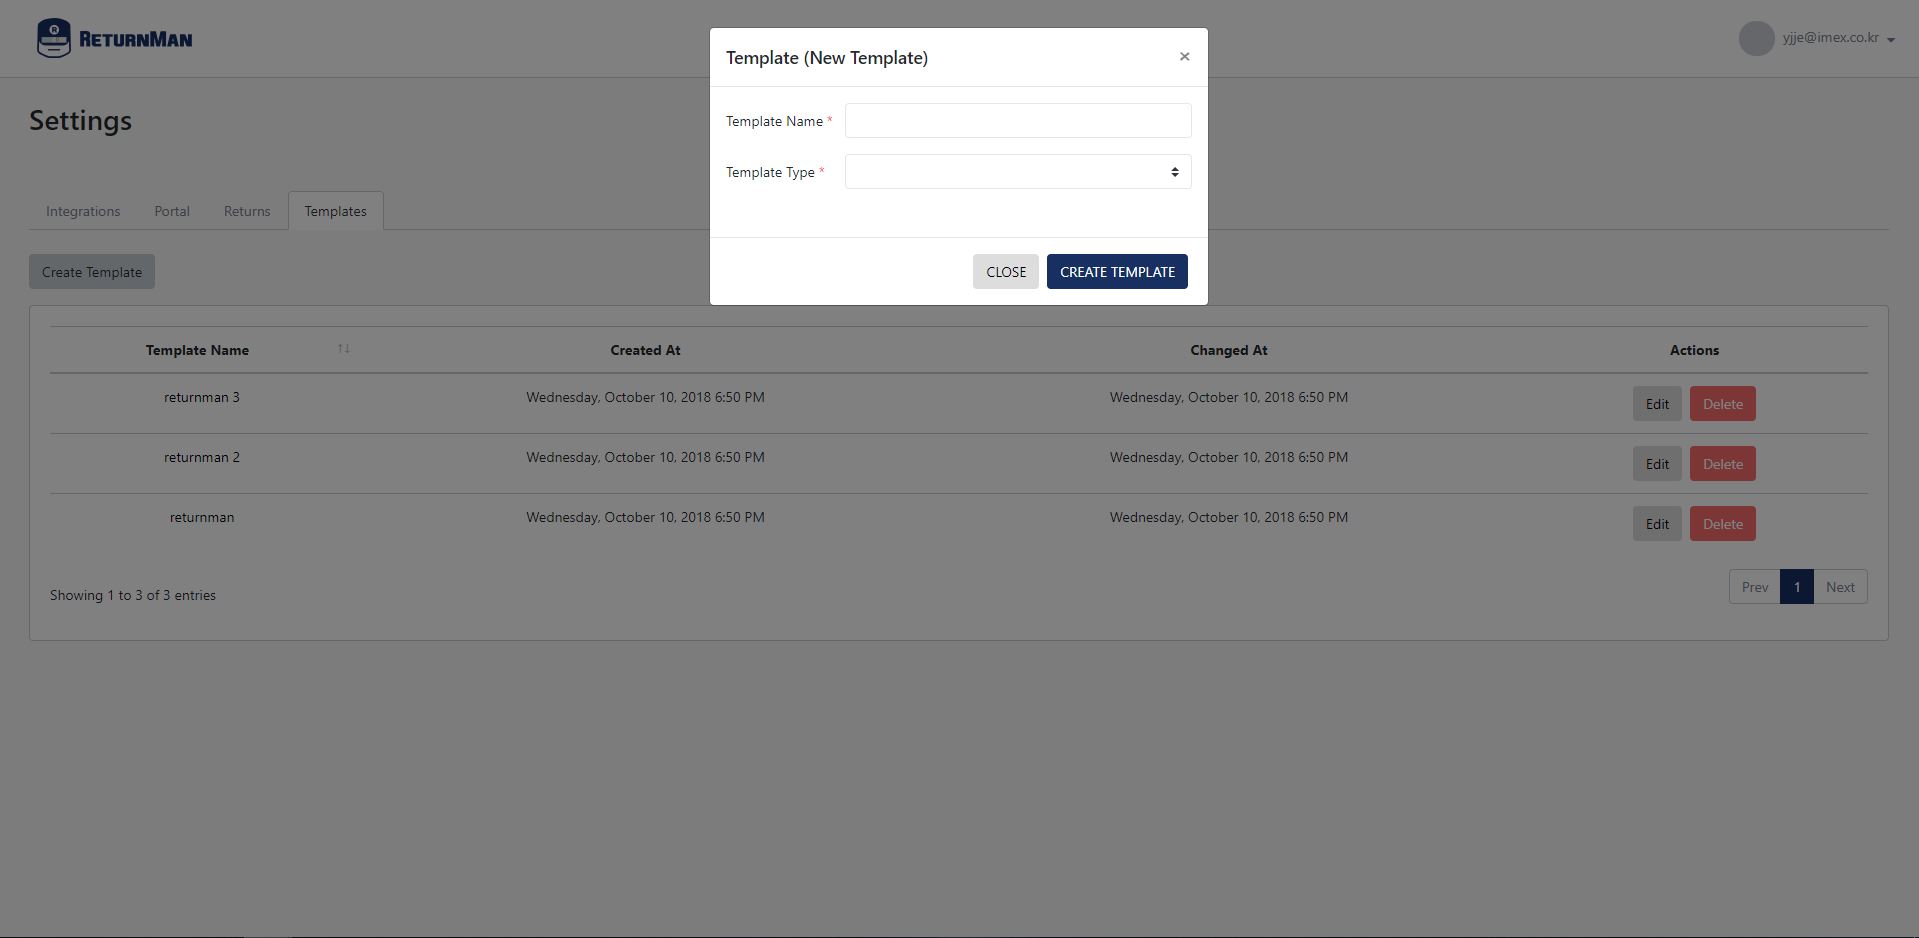 RETURNMAN
yjje@imex.co.kr
Template (New Template)
×
Template Name *
Template Type *
CLOSE
CREATE TEMPLATE
Settings
Integrations
Portal
Returns
Templates
Create Template
Template Name
Created At
Changed At
Actions
returnman 3
Wednesday, October 10, 2018 6:50 PM
Wednesday, October 10, 2018 6:50 PM
Edit
Delete
returnman 2
Wednesday, October 10, 2018 6:50 PM
Wednesday, October 10, 2018 6:50 PM
Edit
Delete
returnman
Wednesday, October 10, 2018 6:50 PM
Wednesday, October 10, 2018 6:50 PM
Edit
Delete
Showing 1 to 3 of 3 entries
Prev
1
Next